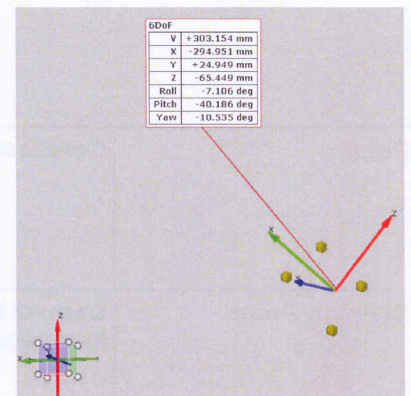 6DoF
V +303.154 mm
X -294.951 mm
Y +24.949 mm
Z -65.449 mm
Roll -7.106 deg
Pitch -40.186 deg
Yaw -10.535 deg
Z
X
Z
X